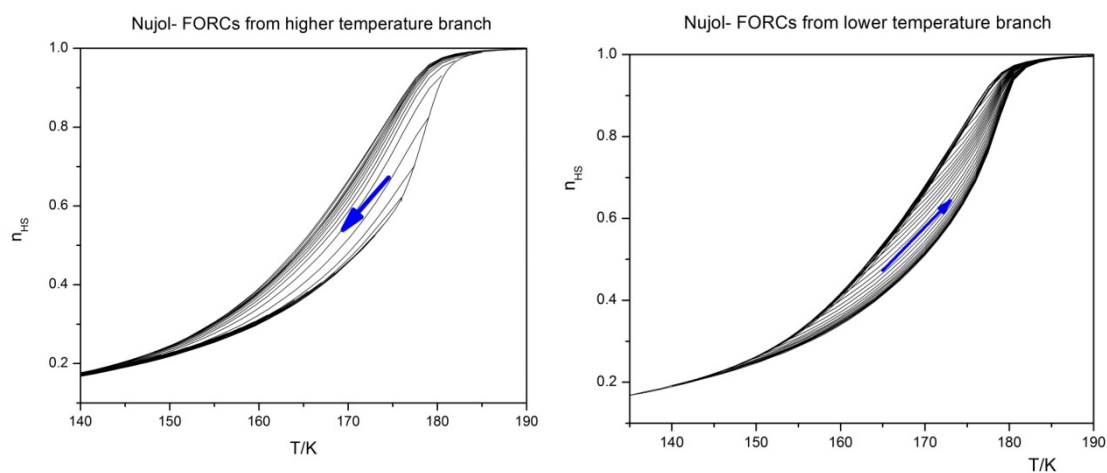 Nujol- FORCs from higher temperature branch
1.0
0.8
0.6
0.4
0.2
nHS
140 150 160 170 180 190
T/K
Nujol- FORCs from lower temperature branch
1.0
0.8
0.6
0.4
0.2
nHS
140 150 160 170 180 190
T/K